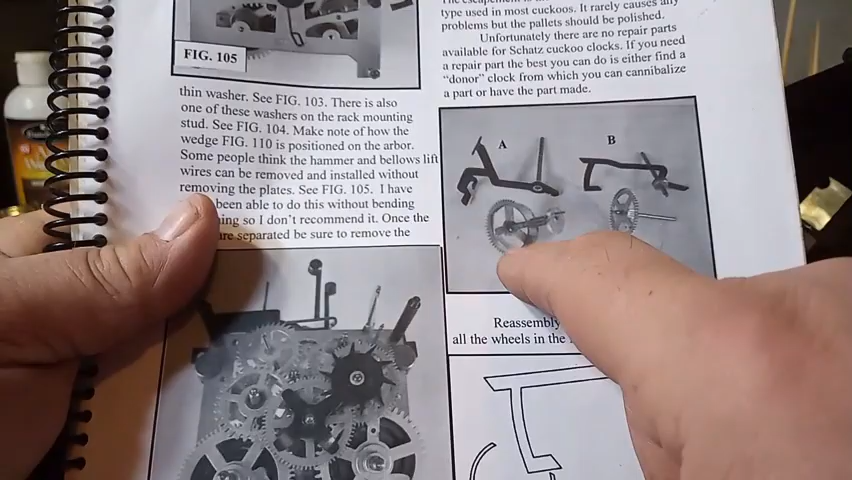 FIG. 105
thin washer. See FIG. 103. There is also
one of these washers on the rack mounting
stud. See FIG. 104. Make note of how the
wedge FIG. 110 is positioned on the arbor.
Some people think the hammer and bellows lift
wires can be removed and installed without
removing the plates. See FIG. 105. I have
been able to do this without bending
so I don't recommend it. Once the
are separated be sure to remove the
type used in most cuckoos. It rarely causes any
problems but the pallets should be polished.
Unfortunately there are no repair parts
available for Schatz cuckoo clocks. If you need
a repair part the best you can do is either find a
"donor" clock from which you can cannibalize
a part or have the part made.
A
B
Reassembly
all the wheels in the